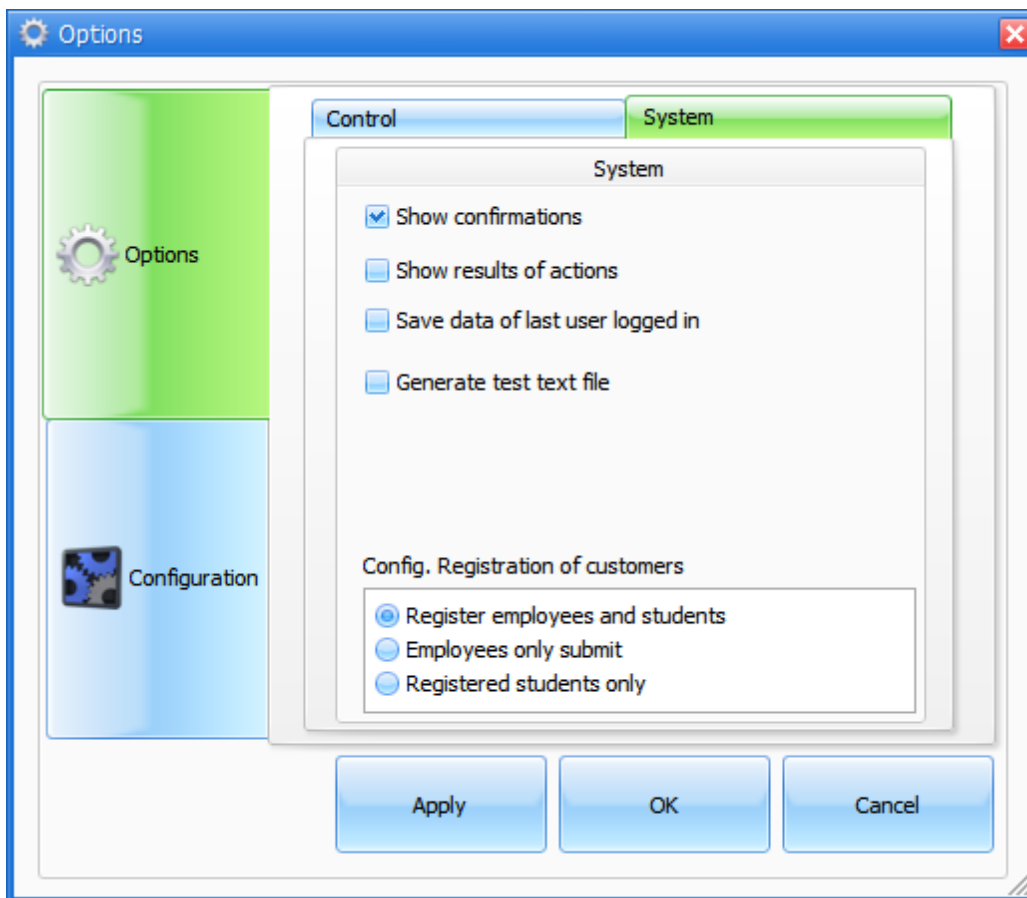 Options
Control
System
System
Show confirmations
Options
Show results of actions
Save data of last user logged in
Generate test text file
Config. Registration of customers
Configuration
Register employees and students
Employees only submit
Registered students only
Apply
OK
Cancel